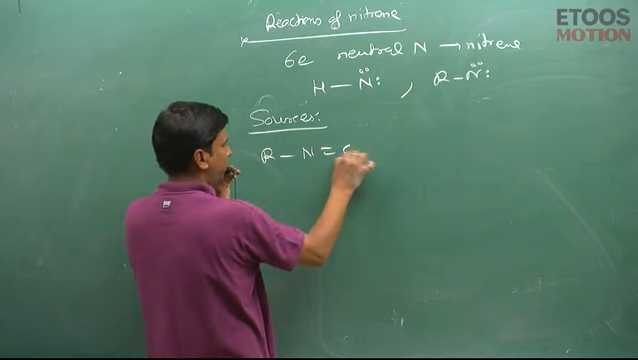 Reactions of nitrene
6e neutral N → nitrene
H — N̈: , R — N̈:
Sources:
R — N = C
ETOOS
MOTION